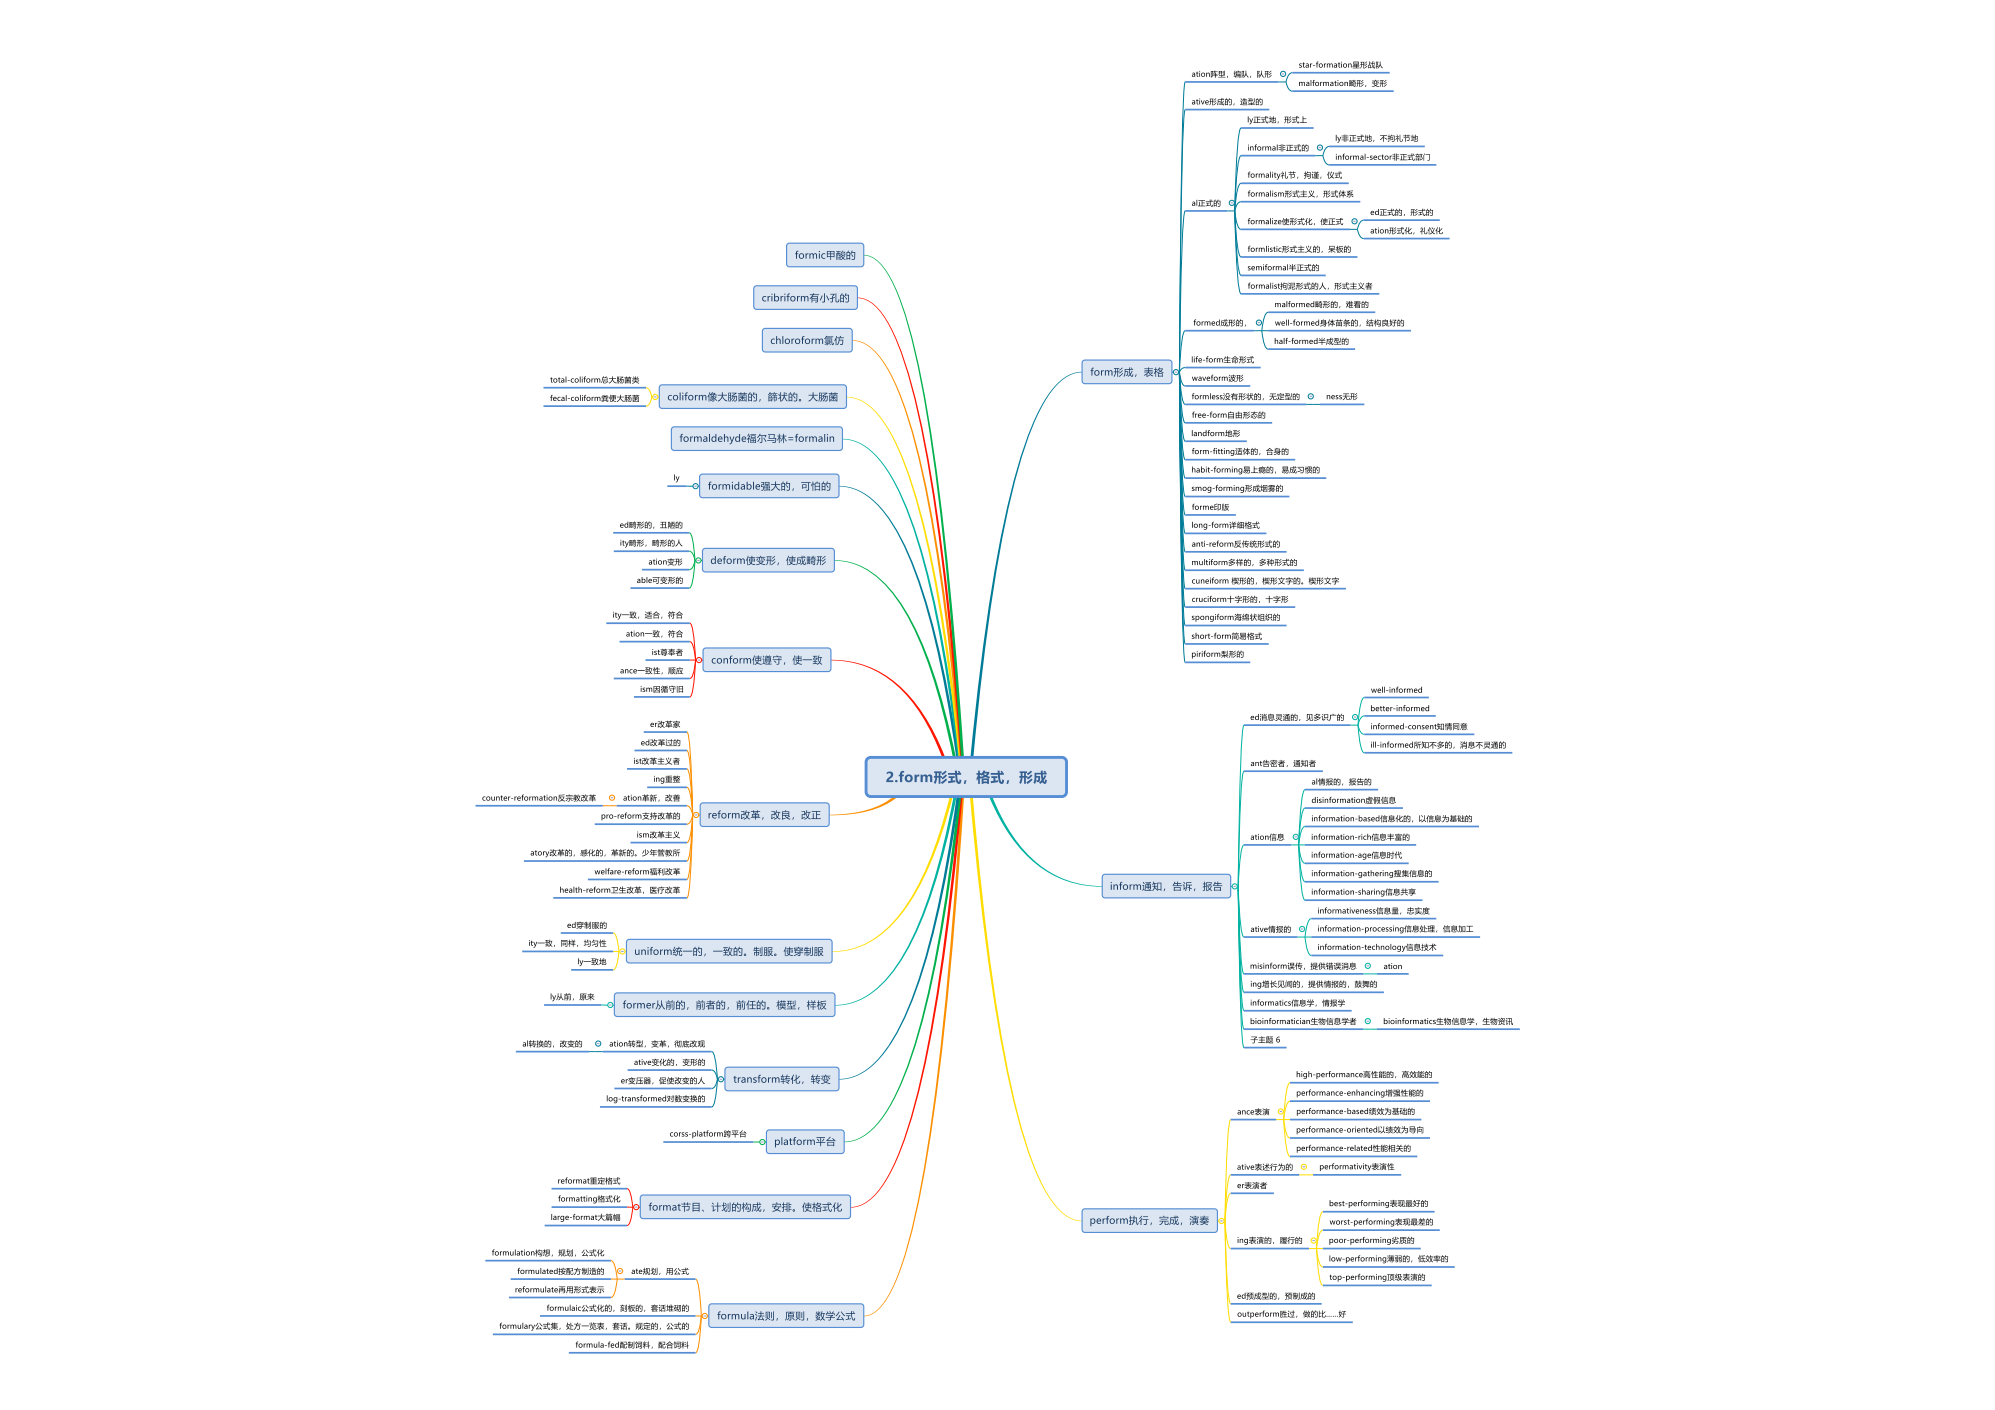 2.form形式，格式，形成
form形成，表格
ation阵型，编队，队形
star-formation星形战队
malformation畸形，变形
ative形成的，造型的
al正式的
ly正式地，形式上
informal非正式的
ly非正式地，不拘礼节地
informal-sector非正式部门
formality礼节，拘谨，仪式
formalism形式主义，形式体系
formalize使形式化，使正式
ed正式的，形式的
ation形式化，礼仪化
formlistic形式主义的，呆板的
semiformal半正式的
formalist拘泥形式的人，形式主义者
formed成形的，
malformed畸形的，难看的
well-formed身体苗条的，结构良好的
half-formed半成型的
life-form生命形式
waveform波形
formless没有形状的，无定型的
ness无形
free-form自由形态的
landform地形
form-fitting适体的，合身的
habit-forming易上瘾的，易成习惯的
smog-forming形成烟雾的
forme印版
long-form详细格式
anti-reform反传统形式的
multiform多样的，多种形式的
cuneiform 楔形的，楔形文字的。楔形文字
cruciform十字形的，十字形
spongiform海绵状组织的
short-form简易格式
piriform梨形的
inform通知，告诉，报告
ed消息灵通的，见多识广的
well-informed
better-informed
informed-consent知情同意
ill-informed所知不多的，消息不灵通的
ant告密者，通知者
ation信息
al情报的，报告的
disinformation虚假信息
information-based信息化的，以信息为基础的
information-rich信息丰富的
information-age信息时代
information-gathering搜集信息的
information-sharing信息共享
ative情报的
informativeness信息量，忠实度
information-processing信息处理，信息加工
information-technology信息技术
misinform误传，提供错误消息
ation
ing增长见闻的，提供情报的，鼓舞的
informatics信息学，情报学
bioinformatician生物信息学者
bioinformatics生物信息学，生物资讯
子主题 6
perform执行，完成，演奏
ance表演
high-performance高性能的，高效能的
performance-enhancing增强性能的
performance-based绩效为基础的
performance-oriented以绩效为导向
performance-related性能相关的
ative表述行为的
performativity表演性
er表演者
ing表演的，履行的
best-performing表现最好的
worst-performing表现最差的
poor-performing劣质的
low-performing薄弱的，低效率的
top-performing顶级表演的
ed预成型的，预制成的
outperform胜过，做的比......好
formic甲酸的
cribriform有小孔的
chloroform氯仿
coliform像大肠菌的，筛状的。大肠菌
total-coliform总大肠菌类
fecal-coliform粪便大肠菌
formaldehyde福尔马林=formalin
formidable强大的，可怕的
ly
deform使变形，使成畸形
ed畸形的，丑陋的
ity畸形，畸形的人
ation变形
able可变形的
conform使遵守，使一致
ity一致，适合，符合
ation一致，符合
ist尊奉者
ance一致性，顺应
ism因循守旧
reform改革，改良，改正
er改革家
ed改革过的
ist改革主义者
ing重整
ation革新，改善
counter-reformation反宗教改革
pro-reform支持改革的
ism改革主义
atory改革的，感化的，革新的。少年管教所
welfare-reform福利改革
health-reform卫生改革，医疗改革
uniform统一的，一致的。制服。使穿制服
ed穿制服的
ity一致，同样，均匀性
ly一致地
former从前的，前者的，前任的。模型，样板
ly从前，原来
transform转化，转变
ation转型，变革，彻底改观
al转换的，改变的
ative变化的，变形的
er变压器，促使改变的人
log-transformed对数变换的
platform平台
corss-platform跨平台
format节目、计划的构成，安排。使格式化
reformat重定格式
formatting格式化
large-format大篇幅
formula法则，原则，数学公式
ate规划，用公式
formulation构想，规划，公式化
formulated按配方制造的
reformulate再用形式表示
formulaic公式化的，刻板的，套话堆砌的
formulary公式集，处方一览表，套话。规定的，公式的
formula-fed配制饲料，配合饲料